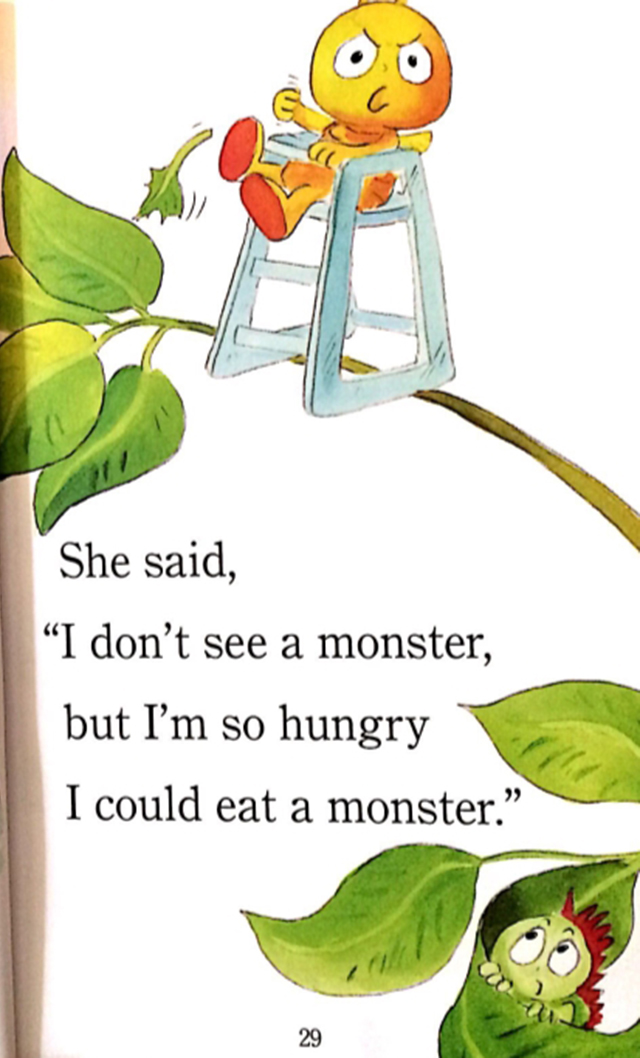 She said,
“I don’t see a monster,
but I’m so hungry
I could eat a monster.”
29